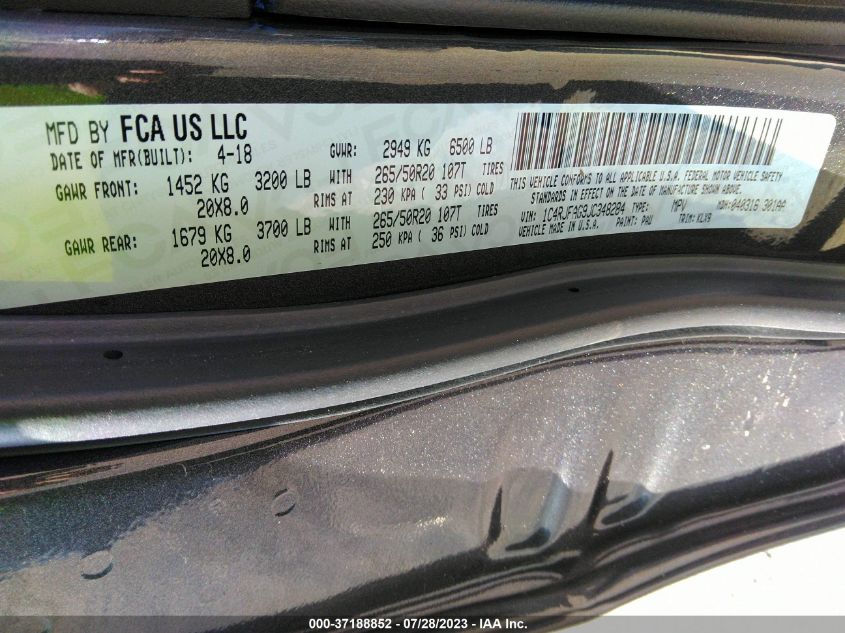 MFD BY FCA US LLC
DATE OF MFR(BUILT): 4-18 GVWR: 2949 KG 6500 LB
GAWR FRONT: 1452 KG 3200 LB WITH 265/50R20 107T TIRES
20X8.0 RIMS AT 230 KPA ( 33 PSI) COLD
GAWR REAR: 1679 KG 3700 LB WITH 265/50R20 107T TIRES
20X8.0 RIMS AT 250 KPA ( 36 PSI) COLD
THIS VEHICLE CONFORMS TO ALL APPLICABLE U.S.A. FEDERAL MOTOR VEHICLE SAFETY
STANDARDS IN EFFECT ON THE DATE OF MANUFACTURE SHOWN ABOVE.
VIN: 1C4RJFAG9JC348204 TYPE: MPV MDH: 040316 301AA
VEHICLE MADE IN U.S.A. PAINT: PAU TRIM: KLX9
000-37188852 - 07/28/2023 - © IAA Inc.